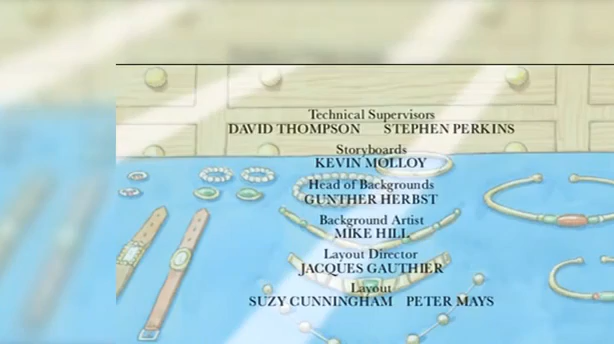 Technical Supervisors
DAVID THOMPSON STEPHEN PERKINS
Storyboards
KEVIN MOLLOY
Head of Backgrounds
GUNTHER HERBST
Background Artist
MIKE HILL
Layout Director
JACQUES GAUTHIER
Layout
SUZY CUNNINGHAM PETER MAYS